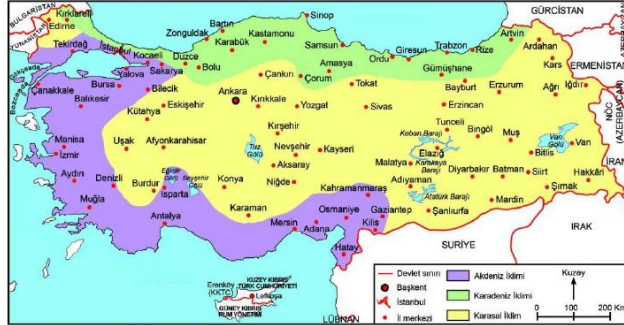 BULGARİSTAN
YUNANİSTAN
Kırklareli
Edirne
Tekirdağ
İstanbul
Kocaeli
Yalova
Sakarya
Düzce
Bolu
Zonguldak
Bartın
Karabük
Kastamonu
Sinop
Samsun
Ordu
Giresun
Trabzon
Rize
Artvin
Ardahan
Kars
GÜRCİSTAN
ERMENİSTAN
Gökçeada
Bozcaada
Çanakkale
Bursa
Bilecik
Balıkesir
Eskişehir
Kütahya
Ankara
Çankırı
Çorum
Amasya
Tokat
Gümüşhane
Bayburt
Erzurum
Ağrı
Iğdır
NÖC
(AZERBAYCAN)
Kırıkkale
Yozgat
Sivas
Erzincan
Tunceli
Manisa
İzmir
Uşak
Afyonkarahisar
Kırşehir
Tuz
Gölü
Nevşehir
Kayseri
Aksaray
Niğde
Keban Barajı
Elazığ
Karakaya
Barajı
Bingöl
Muş
Van
Gölü
Van
Bitlis
İRAN
Malatya
Adıyaman
Atatürk Barajı
Diyarbakır
Batman
Siirt
Hakkâri
Şırnak
Mardin
Şanlıurfa
Aydın
Denizli
Muğla
Burdur
Eğirdir
Gölü
Isparta
Beyşehir
Gölü
Antalya
Konya
Karaman
Mersin
Adana
Osmaniye
Kahramanmaraş
Gaziantep
Kilis
Hatay
SURİYE
IRAK
Erenköy
(KKTC)
KUZEY KIBRIS
TÜRK CUMHURİYETİ
Lefkoşa
GÜNEY KIBRIS
RUM YÖNETİMİ
LÜBNAN
Devlet sınırı
Başkent
İstanbul
İl merkezi
Akdeniz İklimi
Karadeniz İklimi
Karasal İklim
Kuzey
0 100 200 Km